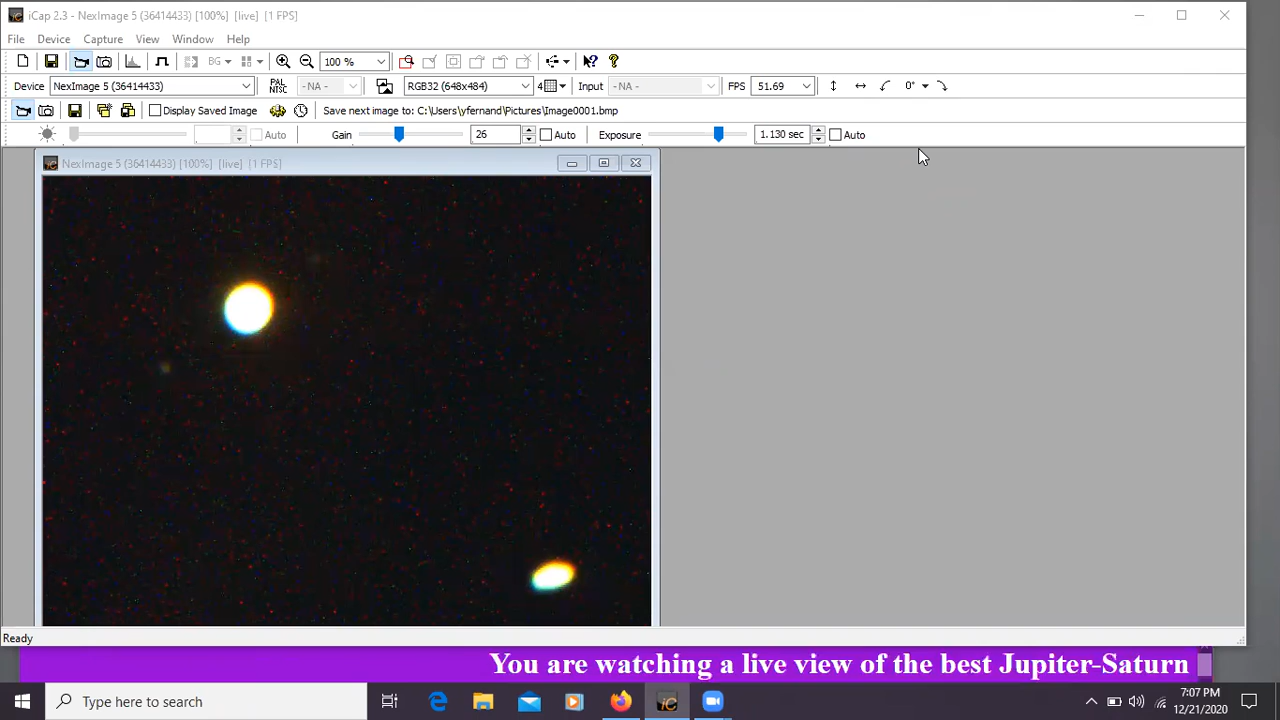 iCap 2.3 - NexImage 5 (36414433) [100%] [live] [1 FPS]
File Device Capture View Window Help
BG 100 %
Device NexImage 5 (36414433) PAL NTSC - NA - RGB32 (648x484) 4 Input - NA - FPS 51.69 0°
Display Saved Image Save next image to: C:\Users\yfernand\Pictures\Image0001.bmp
Auto Gain 26 Auto Exposure 1.130 sec Auto
iC NexImage 5 (36414433) [100%] [live] [1 FPS]
Ready
You are watching a live view of the best Jupiter-Saturn
Type here to search
7:07 PM
12/21/2020